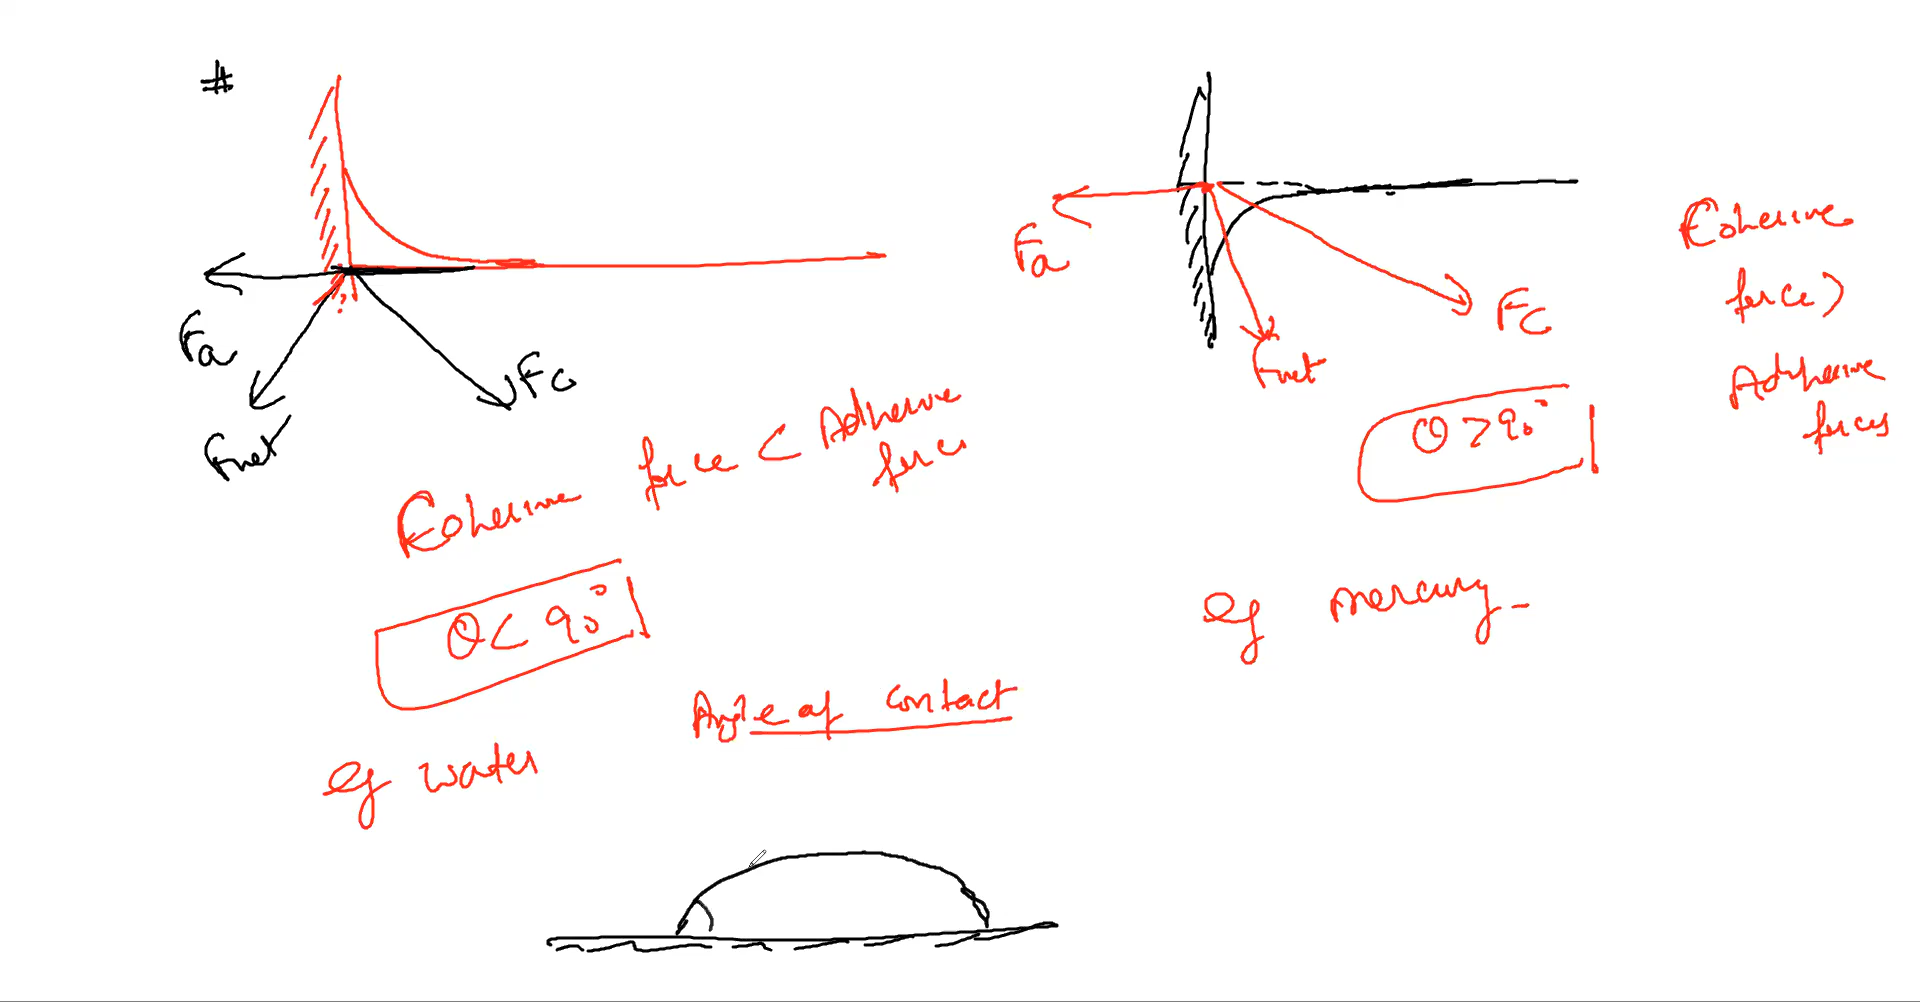 #
Fa
Fnet
Fc
Cohesive force < Adhesive force
θ < 90°
eg water
Angle of contact
Fa
Fnet
Fc
θ > 90°
eg mercury
Cohesive
force >
Adhesive
forces